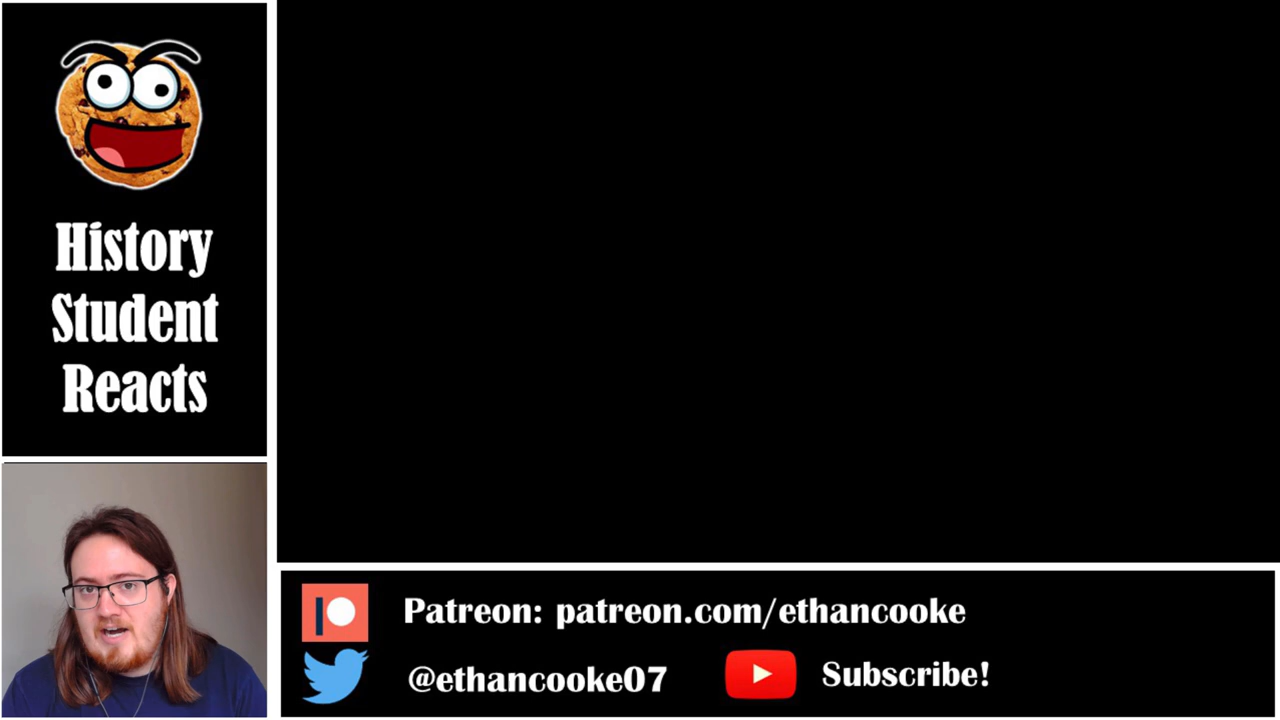 History
Student
Reacts
Patreon: patreon.com/ethancooke
@ethancooke07
Subscribe!